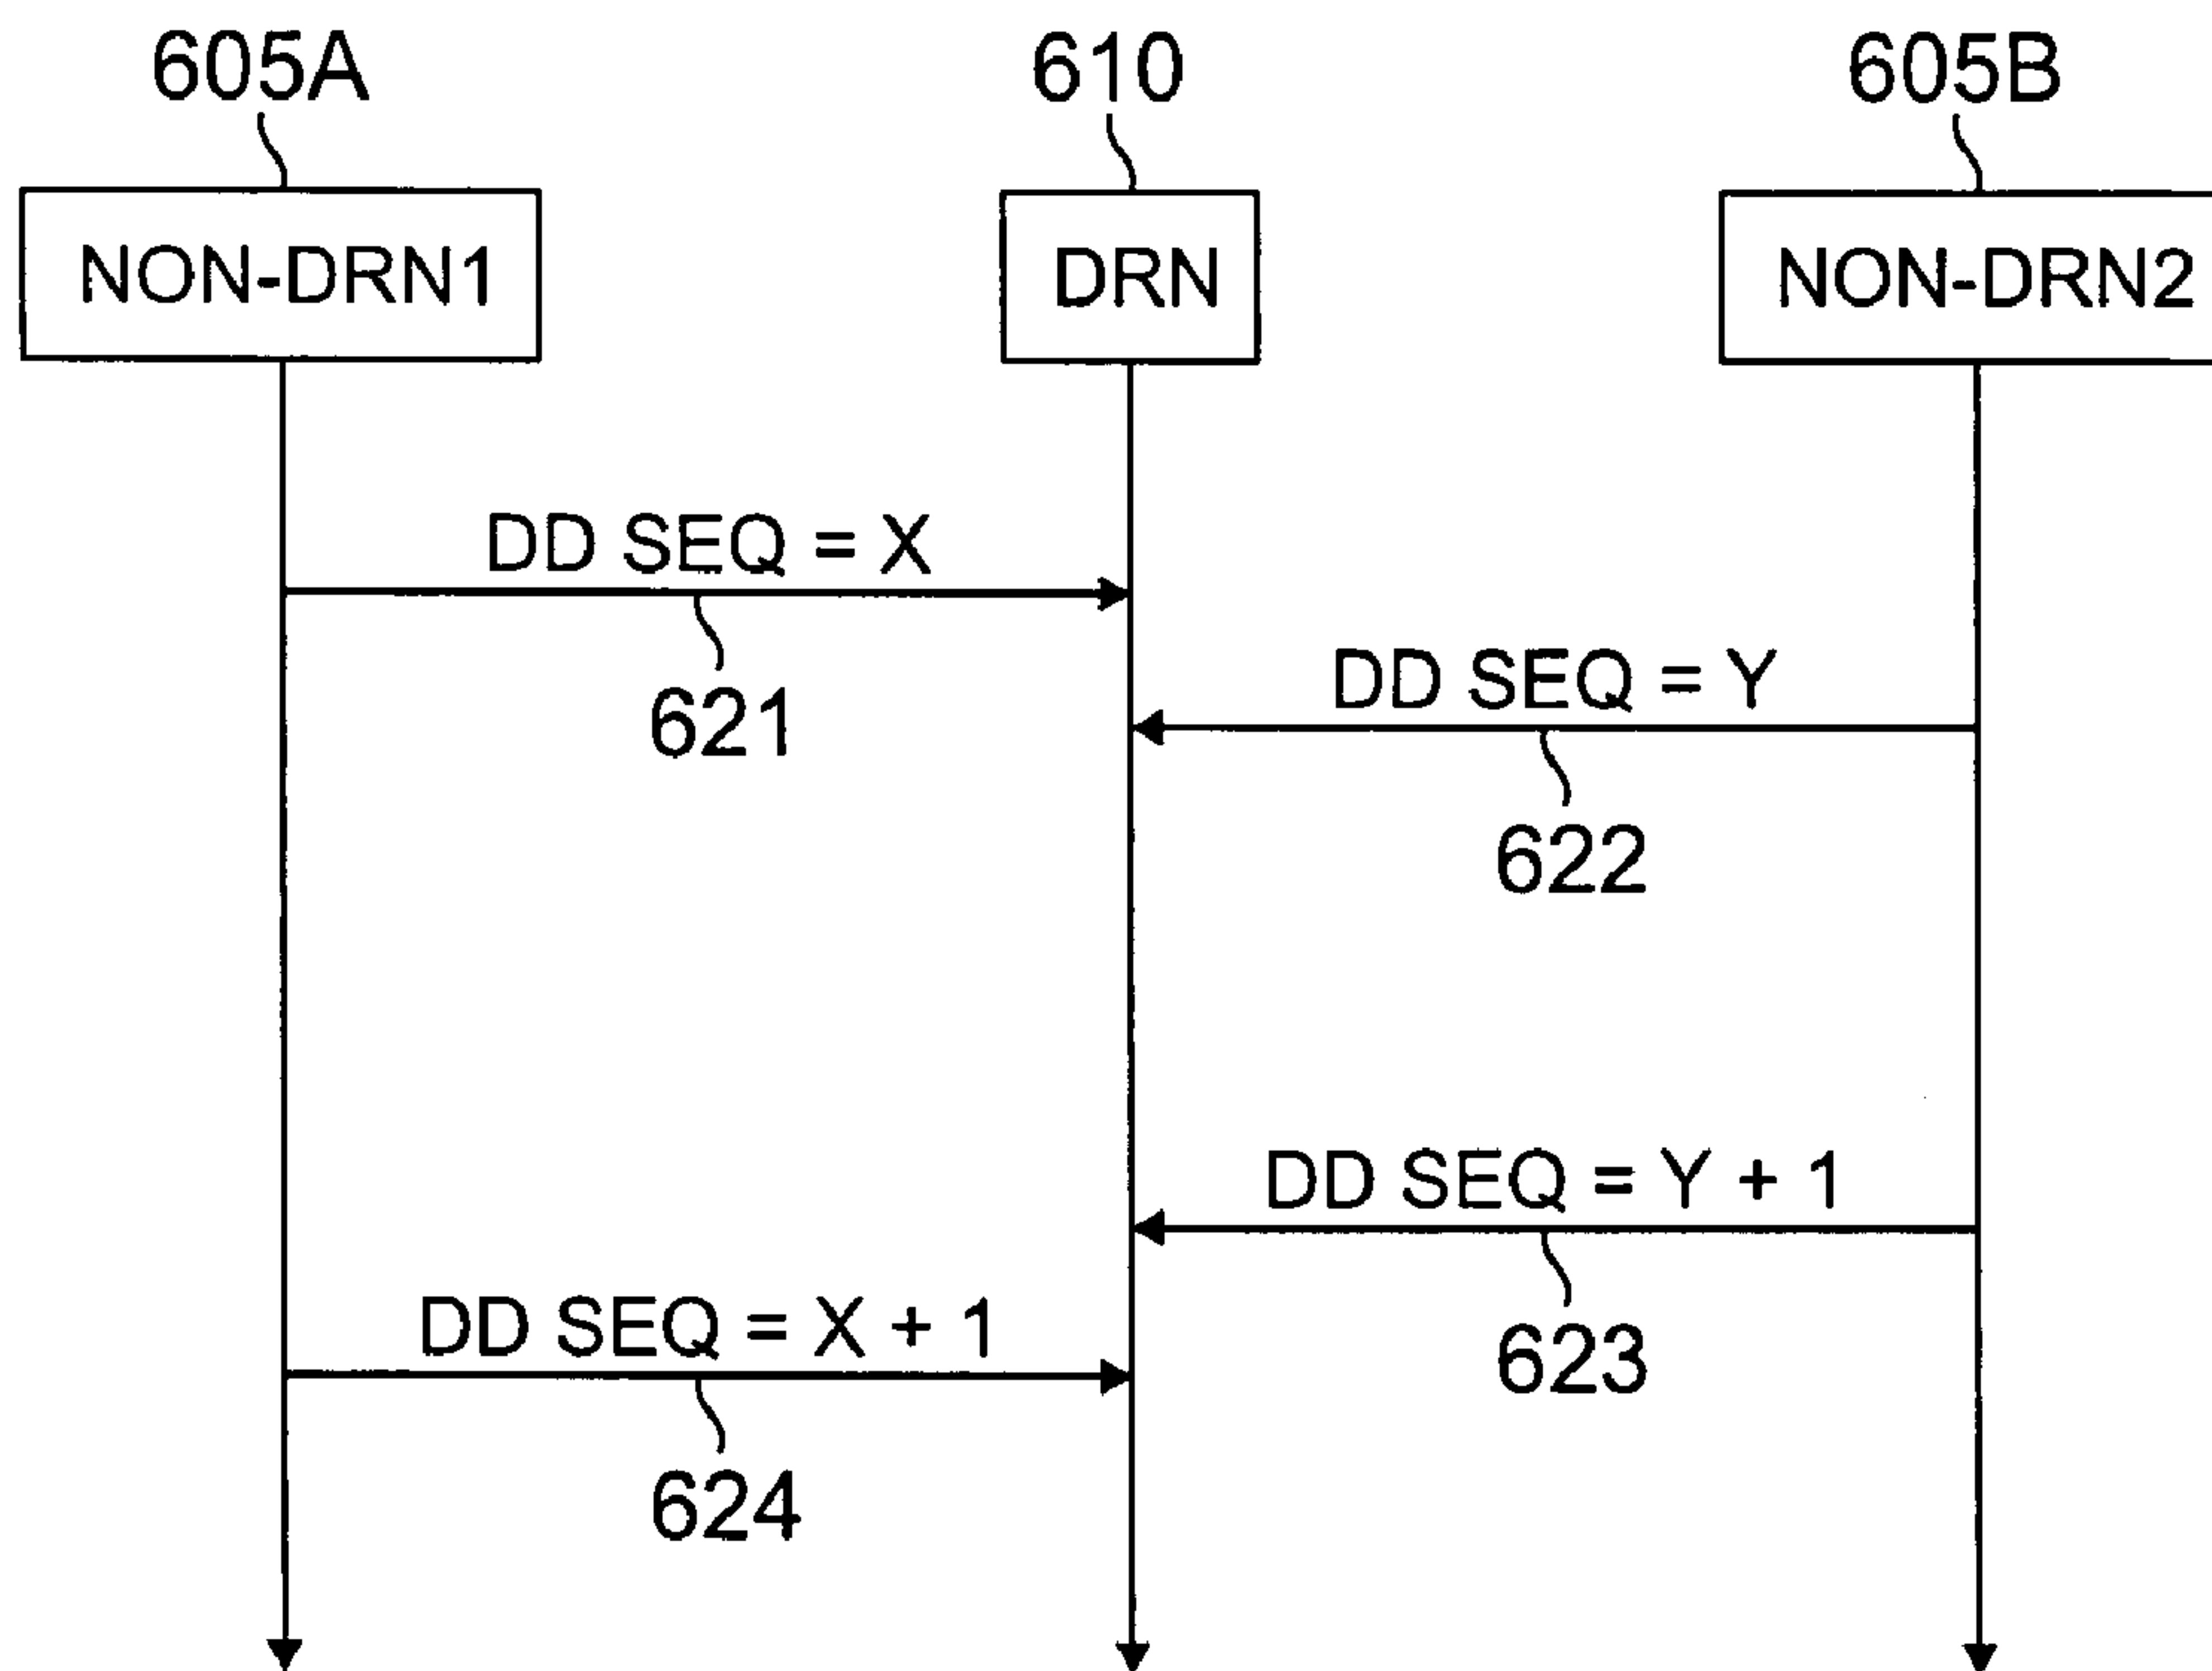 605A
610
605B
NON-DRN1
DRN
NON-DRN2
DD SEQ = X
621
DD SEQ = Y
622
DD SEQ = Y + 1
623
DD SEQ = X + 1
624